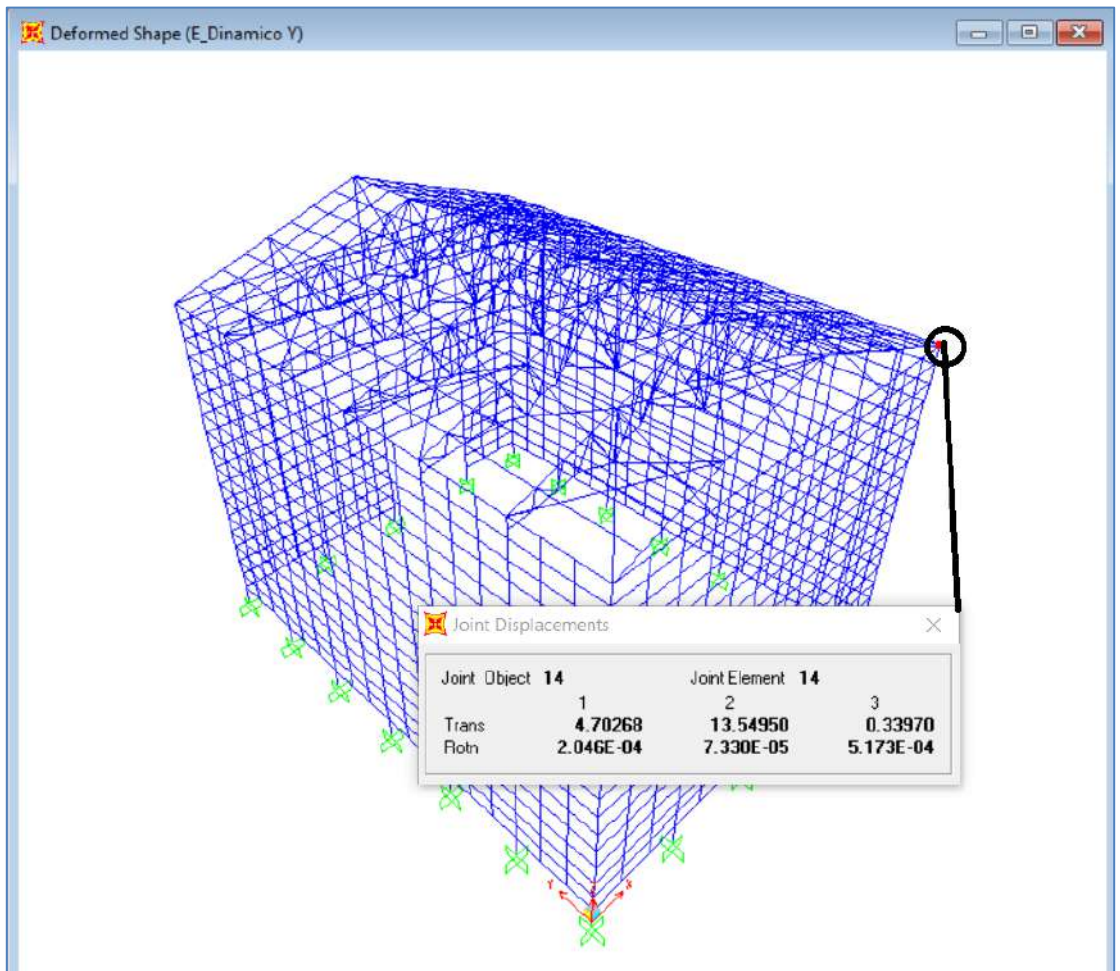 Deformed Shape (E_Dinamico Y)
Joint Displacements
Joint Object 14 Joint Element 14
1 2 3
Trans 4.70268 13.54950 0.33970
Rotn 2.046E-04 7.330E-05 5.173E-04
Y Z X